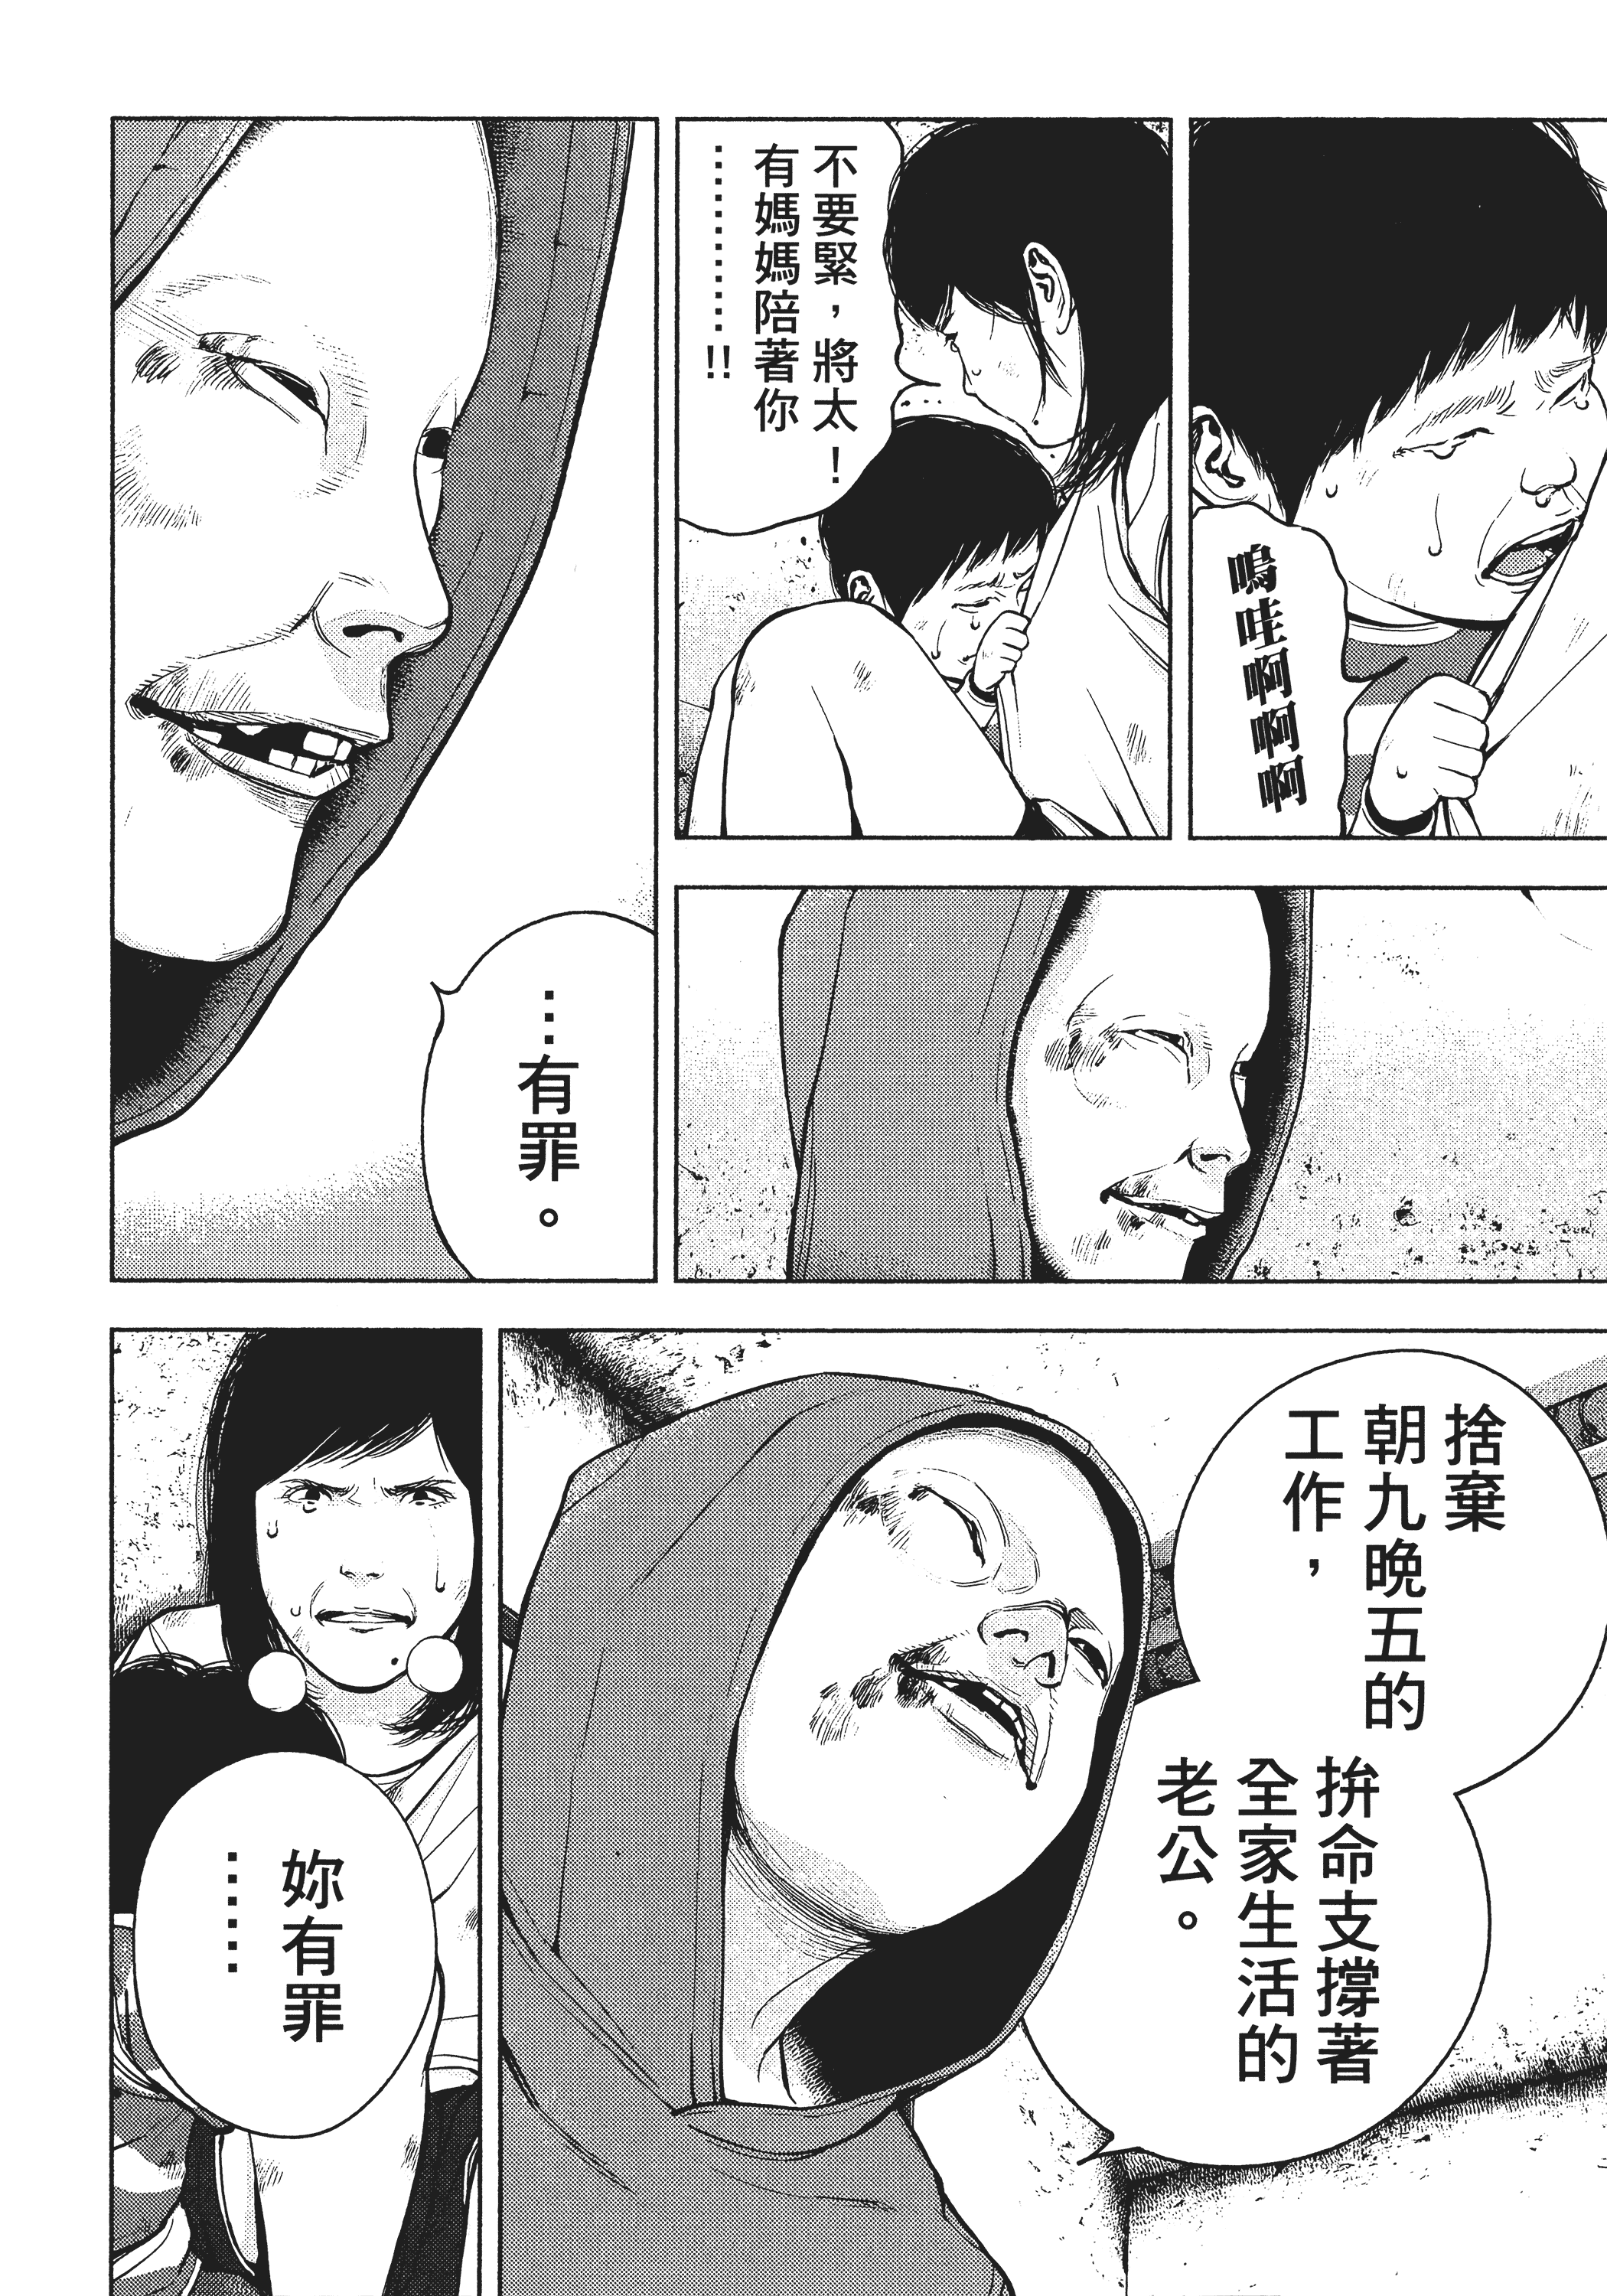 嗚哇啊啊啊
不要緊，將太！
有媽媽陪著你
…………!!
…有罪。
捨棄
朝九晚五的
工作，
拚命支撐著
全家生活的
老公。
妳有罪
……